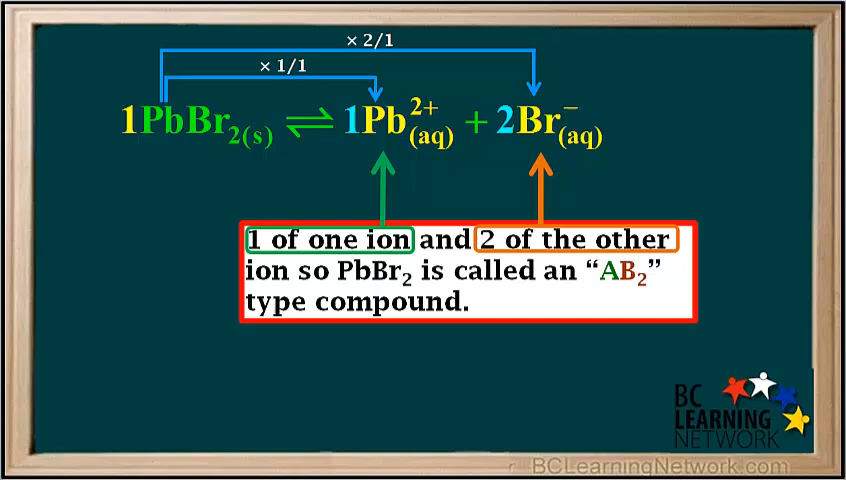 × 2/1
× 1/1
1PbBr₂(s) ⇌ 1Pb²⁺(aq) + 2Br⁻(aq)
1 of one ion and 2 of the other
ion so PbBr₂ is called an “AB₂”
type compound.
BC
LEARNING
NETWORK
BCLearningNetwork.com